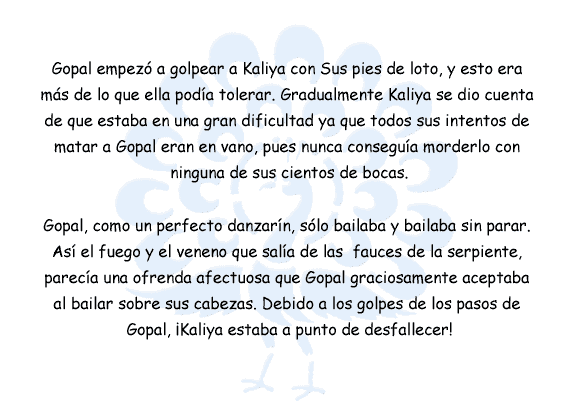 Gopal empezó a golpear a Kaliya con Sus pies de loto, y esto era
más de lo que ella podía tolerar. Gradualmente Kaliya se dio cuenta
de que estaba en una gran dificultad ya que todos sus intentos de
matar a Gopal eran en vano, pues nunca conseguía morderlo con
ninguna de sus cientos de bocas.

Gopal, como un perfecto danzarín, sólo bailaba y bailaba sin parar.
Así el fuego y el veneno que salía de las  fauces de la serpiente,
parecía una ofrenda afectuosa que Gopal graciosamente aceptaba
al bailar sobre sus cabezas. Debido a los golpes de los pasos de
Gopal, ¡Kaliya estaba a punto de desfallecer!